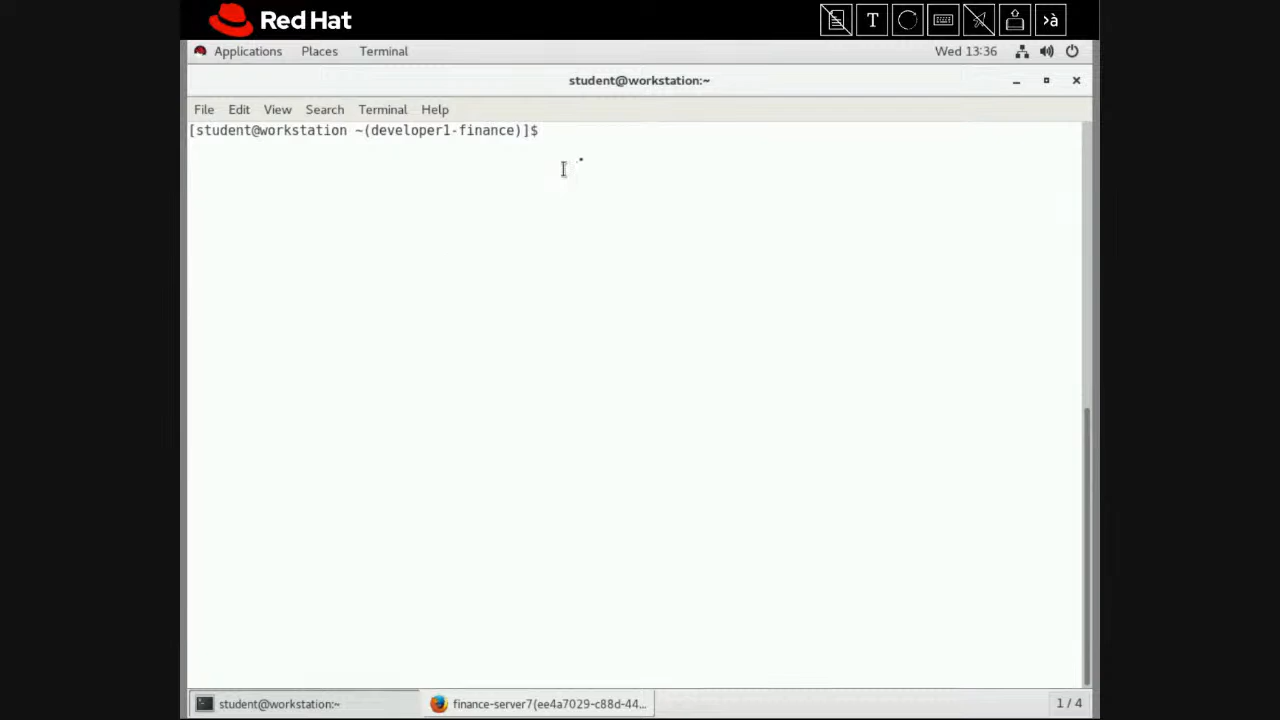 Red Hat
T
›à
Applications Places Terminal Wed 13:36
student@workstation:~
File Edit View Search Terminal Help
[student@workstation ~(developer1-finance)]$
student@workstation:~ finance-server7(ee4a7029-c88d-44... 1 / 4